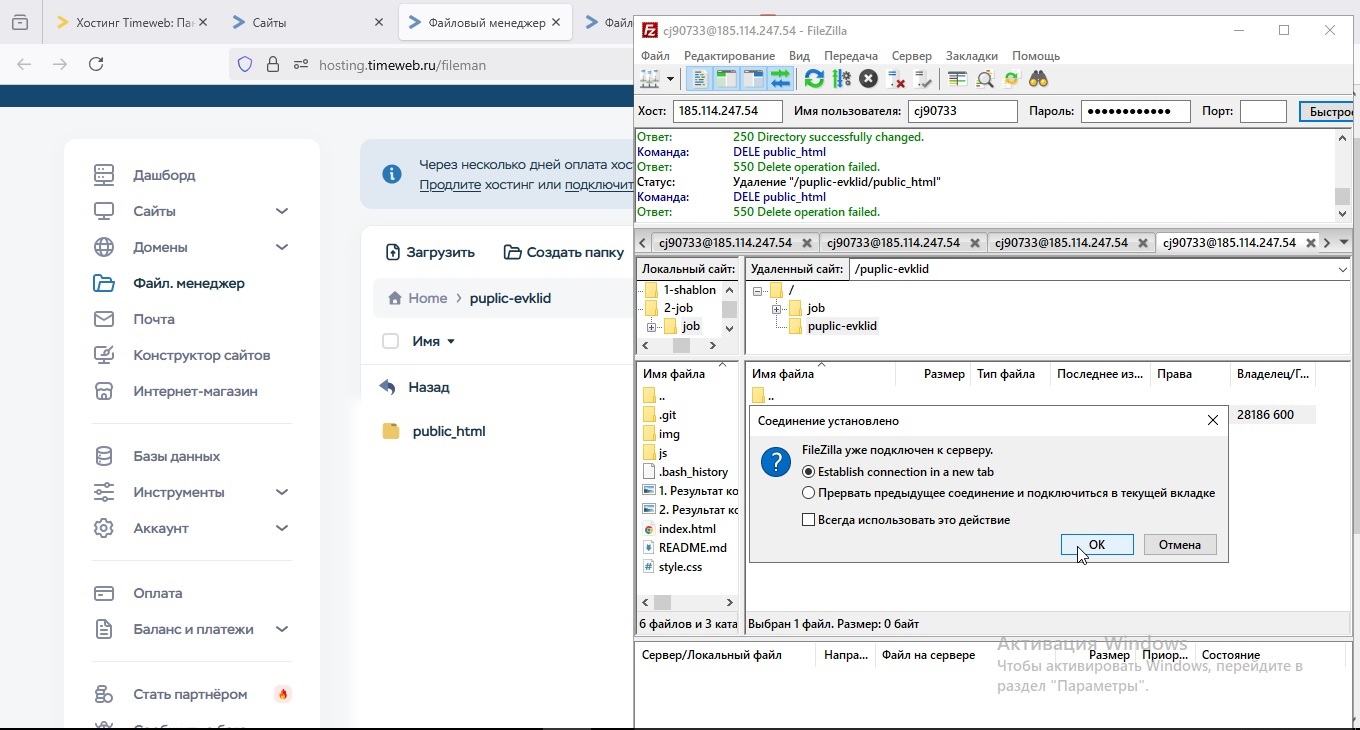 Хостинг Timeweb: Па
Сайты
Файловый менеджер
Файл
hosting.timeweb.ru/fileman
Дашборд
Сайты
Домены
Файл. менеджер
Почта
Конструктор сайтов
Интернет-магазин
Базы данных
Инструменты
Аккаунт
Оплата
Баланс и платежи
Стать партнёром
Через несколько дней оплата хос
Продлите хостинг или подключит
Загрузить
Создать папку
Home > puplic-evklid
Имя
Назад
public_html
cj90733@185.114.247.54 - FileZilla
Файл Редактирование Вид Передача Сервер Закладки Помощь
Хост: 185.114.247.54 Имя пользователя: cj90733 Пароль: ●●●●●●●●●●●● Порт: Быстрое
Ответ: 250 Directory successfully changed.
Команда: DELE public_html
Ответ: 550 Delete operation failed.
Статус: Удаление "/puplic-evklid/public_html"
Команда: DELE public_html
Ответ: 550 Delete operation failed.
cj90733@185.114.247.54 cj90733@185.114.247.54 cj90733@185.114.247.54 cj90733@185.114.247.54
Локальный сайт:
1-shablon
2-job
job
Удаленный сайт: /puplic-evklid
/
job
puplic-evklid
Имя файла
..
.git
img
js
.bash_history
1. Результат ко
2. Результат ко
index.html
README.md
style.css
6 файлов и 3 ката
Имя файла Размер Тип файла Последнее из... Права Владелец/Г...
..
28186 600
Соединение установлено
FileZilla уже подключен к серверу.
Establish connection in a new tab
Прервать предыдущее соединение и подключиться в текущей вкладке
Всегда использовать это действие
OK Отмена
Выбран 1 файл. Размер: 0 байт
Сервер/Локальный файл Напра... Файл на сервере Размер Приор... Состояние
Активация Windows
Чтобы активировать Windows, перейдите в
раздел "Параметры".